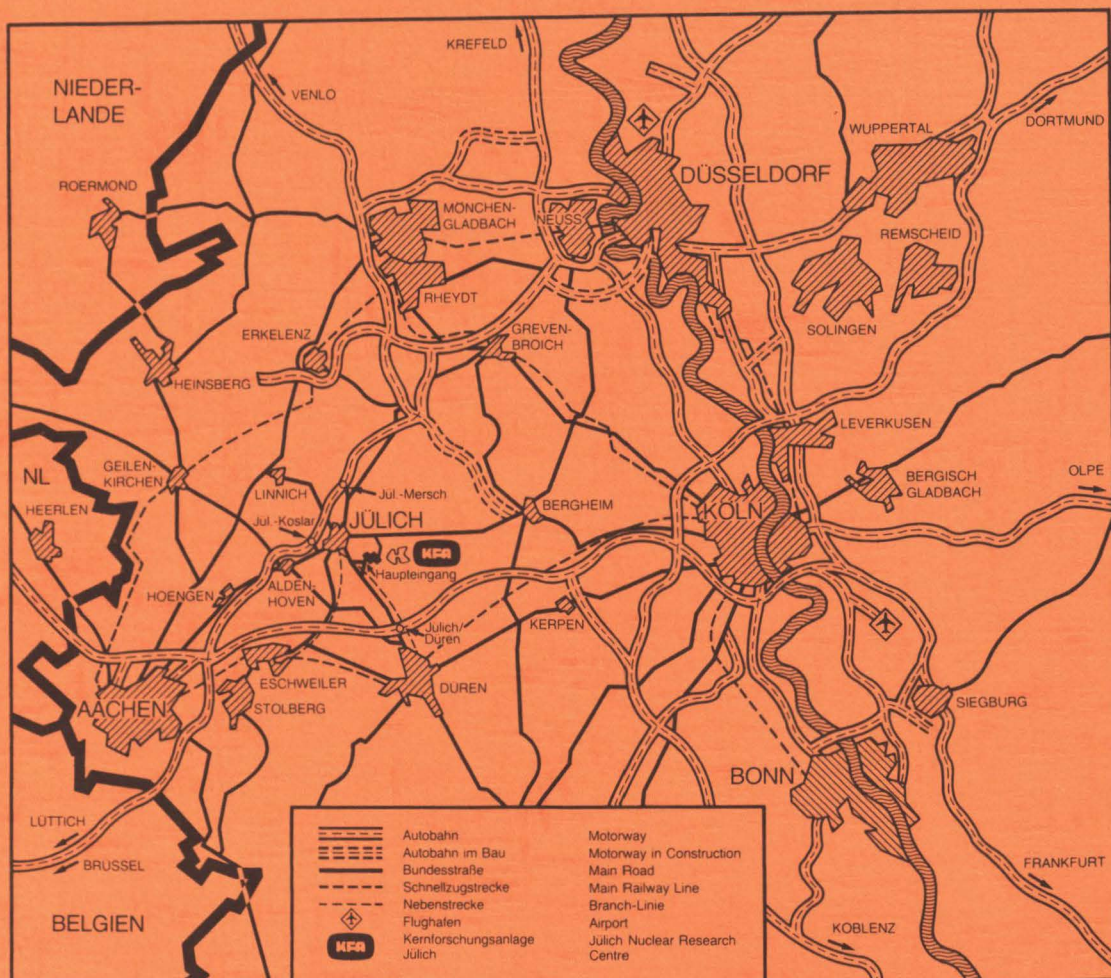 KREFELD
NIEDER-
LANDE
VENLO
WUPPERTAL
DORTMUND
DÜSSELDORF
ROERMOND
MÖNCHEN-
GLADBACH
NEUSS
REMSCHEID
RHEYDT
SOLINGEN
ERKELENZ
GREVEN-
BROICH
HEINSBERG
LEVERKUSEN
GEILEN-
KIRCHEN
NL
LINNICH
Jül.-Mersch
BERGISCH
GLADBACH
OLPE
HEERLEN
BERGHEIM
KÖLN
Jül.-Koslar
JÜLICH
KFA
Haupteingang
HOENGEN
ALDEN-
HOVEN
KERPEN
Jülich/
Düren
ESCHWEILER
DÜREN
AACHEN
STOLBERG
SIEGBURG
BONN
LÜTTICH
BRÜSSEL
FRANKFURT
BELGIEN
KOBLENZ
Autobahn Motorway
Autobahn im Bau Motorway in Construction
Bundesstraße Main Road
Schnellzugstrecke Main Railway Line
Nebenstrecke Branch-Linie
Flughafen Airport
KFA Kernforschungsanlage Jülich Nuclear Research
Jülich Centre